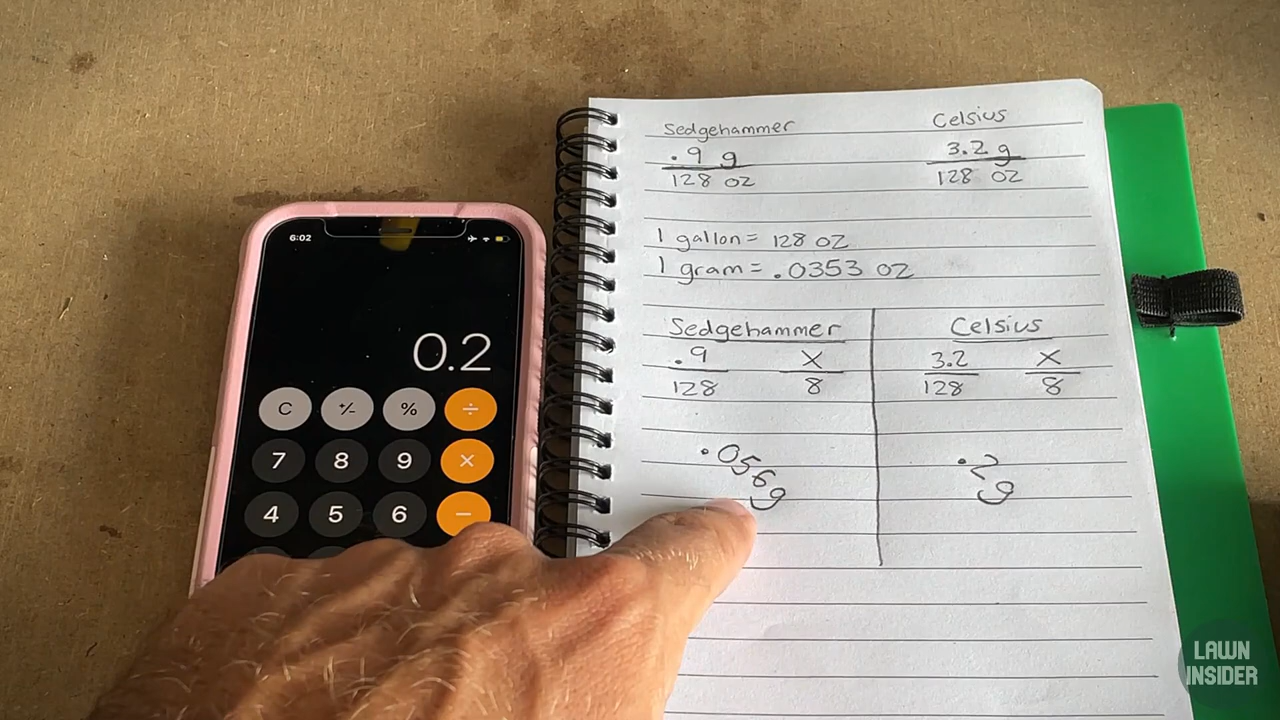 6:02
0.2
C +/- % ÷
7 8 9 ×
4 5 6 −
Sedgehammer Celsius
.9 g 3.2 g
128 oz 128 oz
1 gallon = 128 oz
1 gram = .0353 oz
Sedgehammer Celsius
.9 X 3.2 X
128 8 128 8
.056g .2g
LAWN
INSIDER